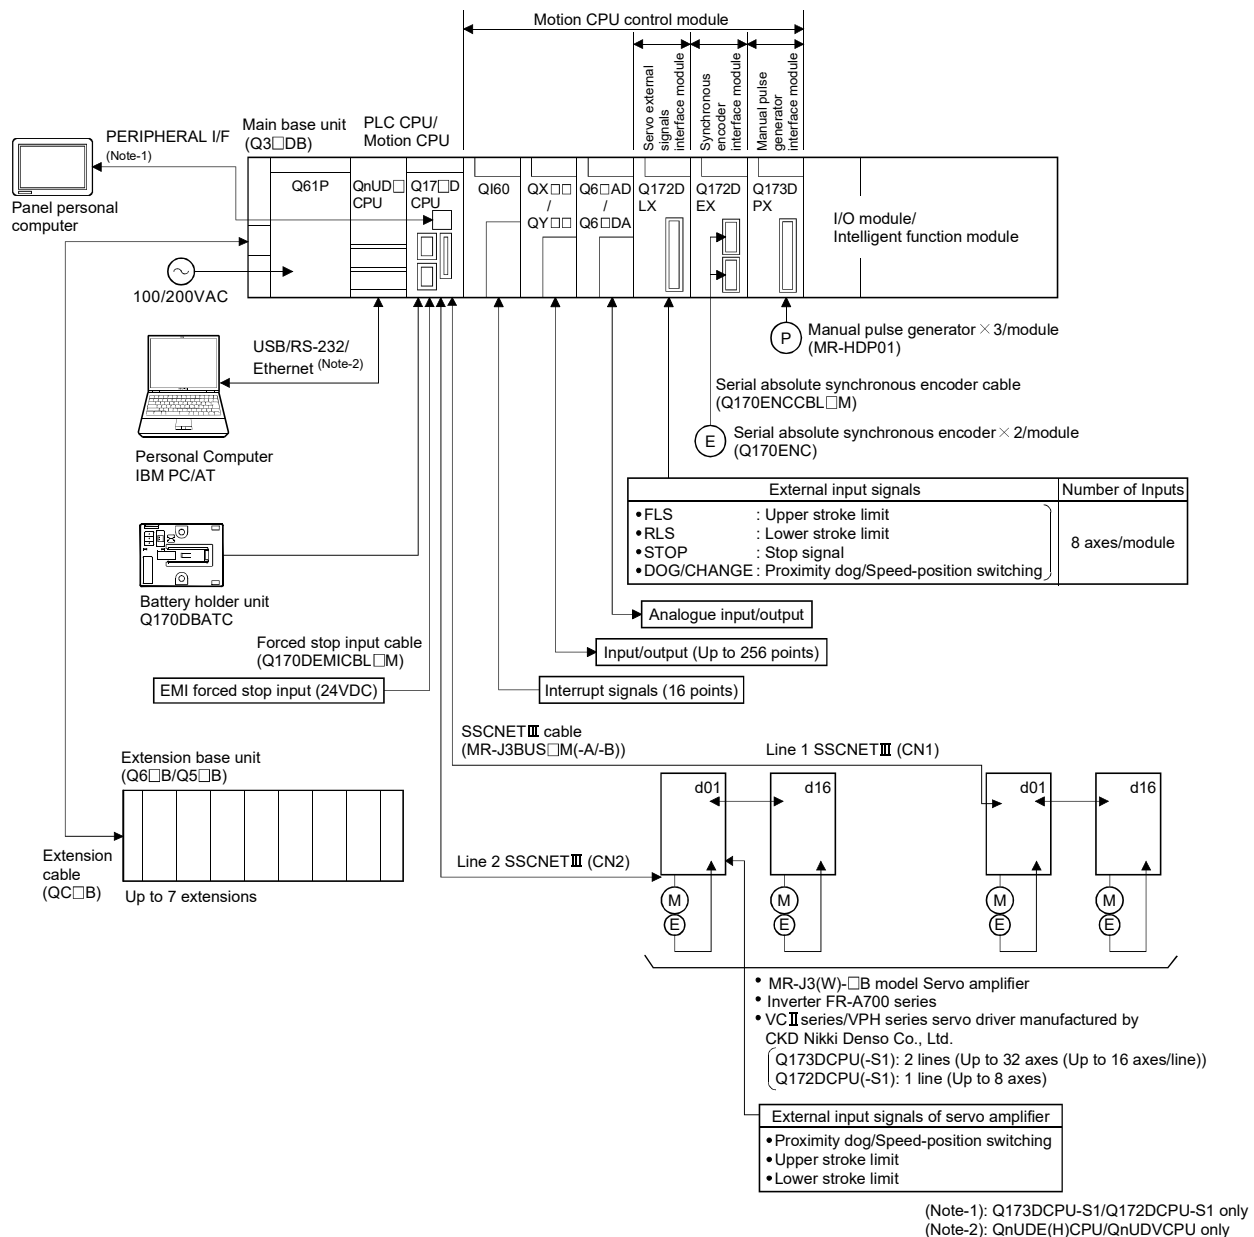 Motion CPU control module
Servo external
signals
interface module
Synchronous
encoder
interface module
Manual pulse
generator
interface module
PERIPHERAL I/F
(Note-1)
Main base unit
(Q3□DB)
PLC CPU/
Motion CPU
Panel personal
computer
Q61P
QnUD□
CPU
Q17□D
CPU
QI60
QX□□
/
QY□□
Q6□AD
/
Q6□DA
Q172D
LX
Q172D
EX
Q173D
PX
I/O module/
Intelligent function module
100/200VAC
USB/RS-232/
Ethernet (Note-2)
Personal Computer
IBM PC/AT
P
Manual pulse generator×3/module
(MR-HDP01)
Serial absolute synchronous encoder cable
(Q170ENCCBL□M)
E
Serial absolute synchronous encoder×2/module
(Q170ENC)
External input signals
Number of Inputs
•FLS : Upper stroke limit
•RLS : Lower stroke limit
•STOP : Stop signal
•DOG/CHANGE : Proximity dog/Speed-position switching
8 axes/module
Battery holder unit
Q170DBATC
Analogue input/output
Forced stop input cable
(Q170DEMICBL□M)
Input/output (Up to 256 points)
EMI forced stop input (24VDC)
Interrupt signals (16 points)
SSCNETⅢ cable
(MR-J3BUS□M(-A/-B))
Line 1 SSCNETⅢ (CN1)
Extension base unit
(Q6□B/Q5□B)
d01
d16
d01
d16
Extension
cable
(QC□B)
Up to 7 extensions
Line 2 SSCNETⅢ (CN2)
M
E
M
E
M
E
M
E
• MR-J3(W)-□B model Servo amplifier
• Inverter FR-A700 series
• VCⅡ series/VPH series servo driver manufactured by
CKD Nikki Denso Co., Ltd.
Q173DCPU(-S1): 2 lines (Up to 32 axes (Up to 16 axes/line))
Q172DCPU(-S1): 1 line (Up to 8 axes)
External input signals of servo amplifier
•Proximity dog/Speed-position switching
•Upper stroke limit
•Lower stroke limit
(Note-1): Q173DCPU-S1/Q172DCPU-S1 only
(Note-2): QnUDE(H)CPU/QnUDVCPU only